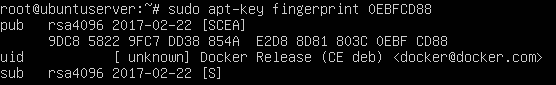 root@ubuntuserver:~# sudo apt-key fingerprint 0EBFCD88
pub   rsa4096 2017-02-22 [SCEA]
      9DC8 5822 9FC7 DD38 854A  E2D8 8D81 803C 0EBF CD88
uid           [ unknown] Docker Release (CE deb) <docker@docker.com>
sub   rsa4096 2017-02-22 [S]